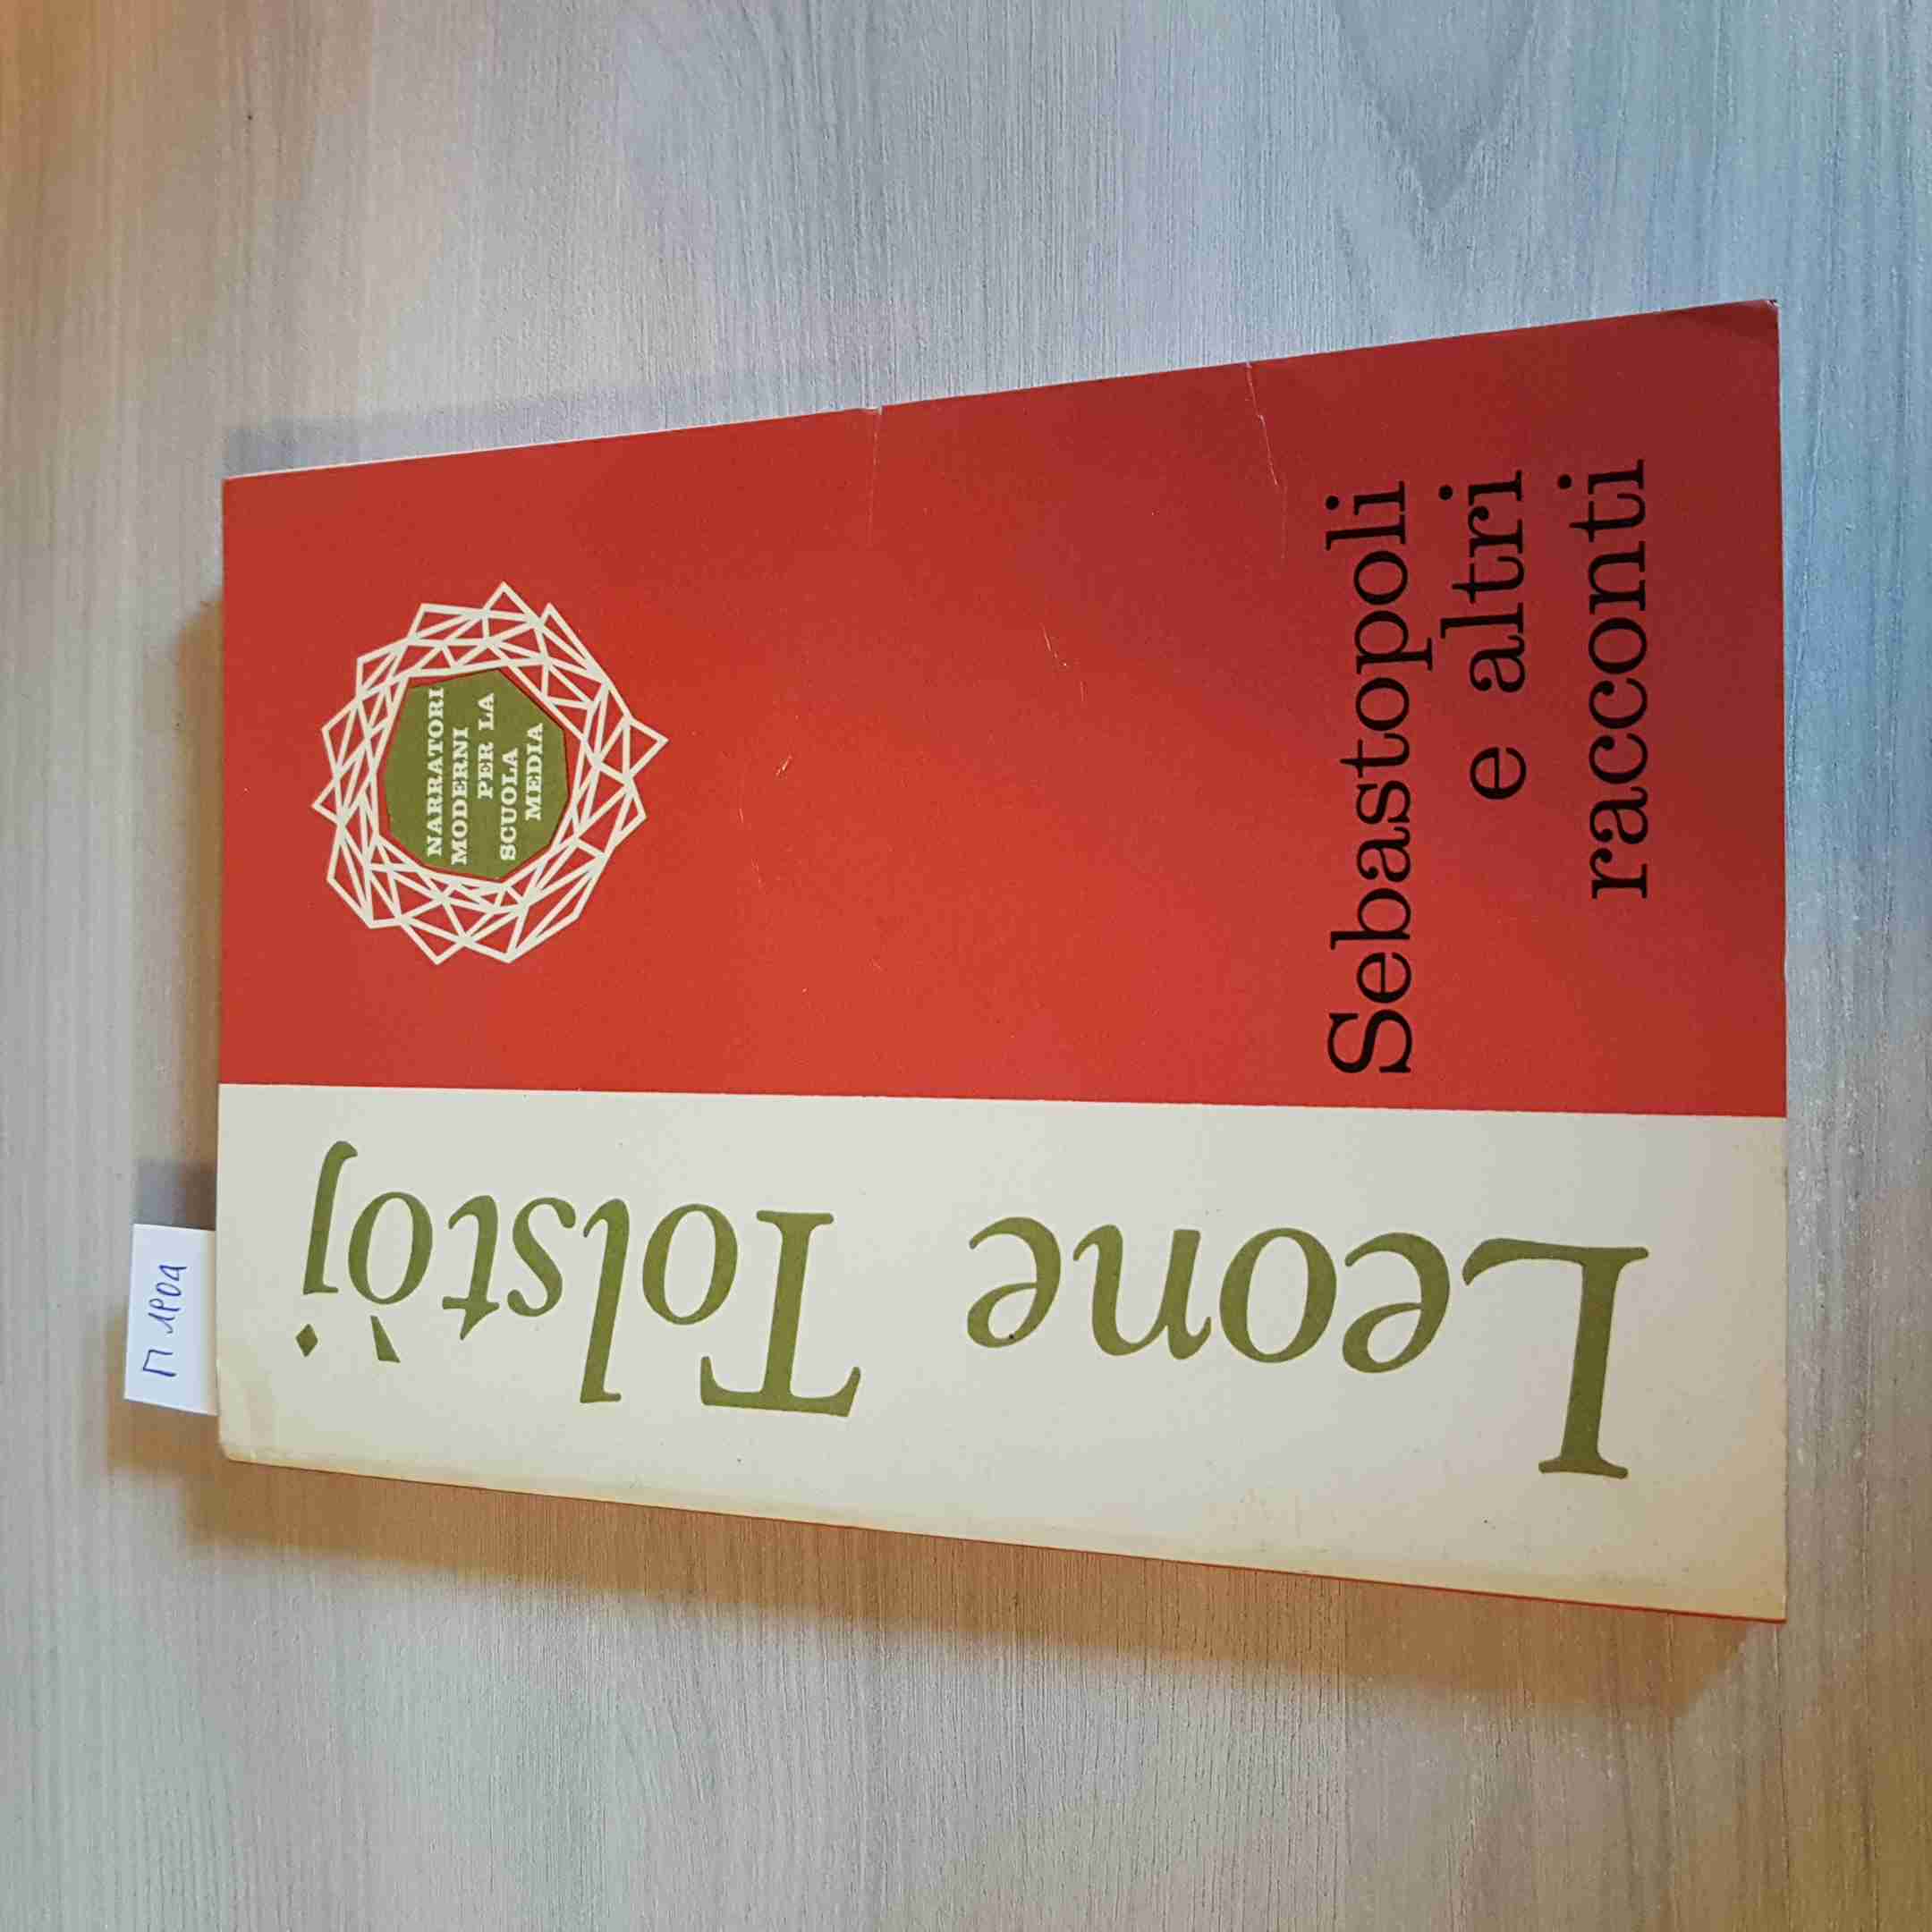 Leone Tolstòj
NARRATORI
MODERNI
PER LA
SCUOLA
MEDIA
Sebastopoli
e altri
racconti